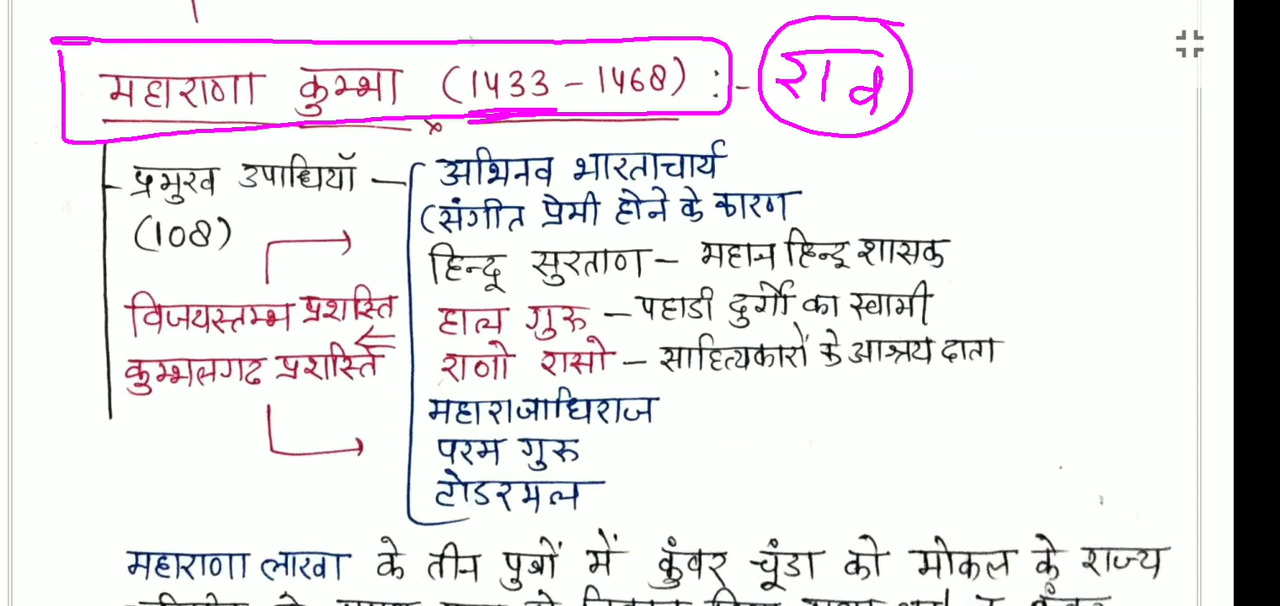 महाराणा कुम्भा (1433 - 1468) :- राव
प्रमुख उपाधियाँ - अभिनव भारताचार्य
(108) (संगीत प्रेमी होने के कारण
हिन्दू सुरताण - महान हिन्दू शासक
विजयस्तम्भ प्रशस्ति हाल गुरु - पहाडी दुर्गों का स्वामी
कुम्भलगढ प्रशस्ति राणो रासो - साहित्यकारों के आश्रय दाता
महाराजाधिराज
परम गुरु
टोडरमल
महाराणा लाखा के तीन पुत्रों में कुंवर चूंडा को मोकल के राज्य